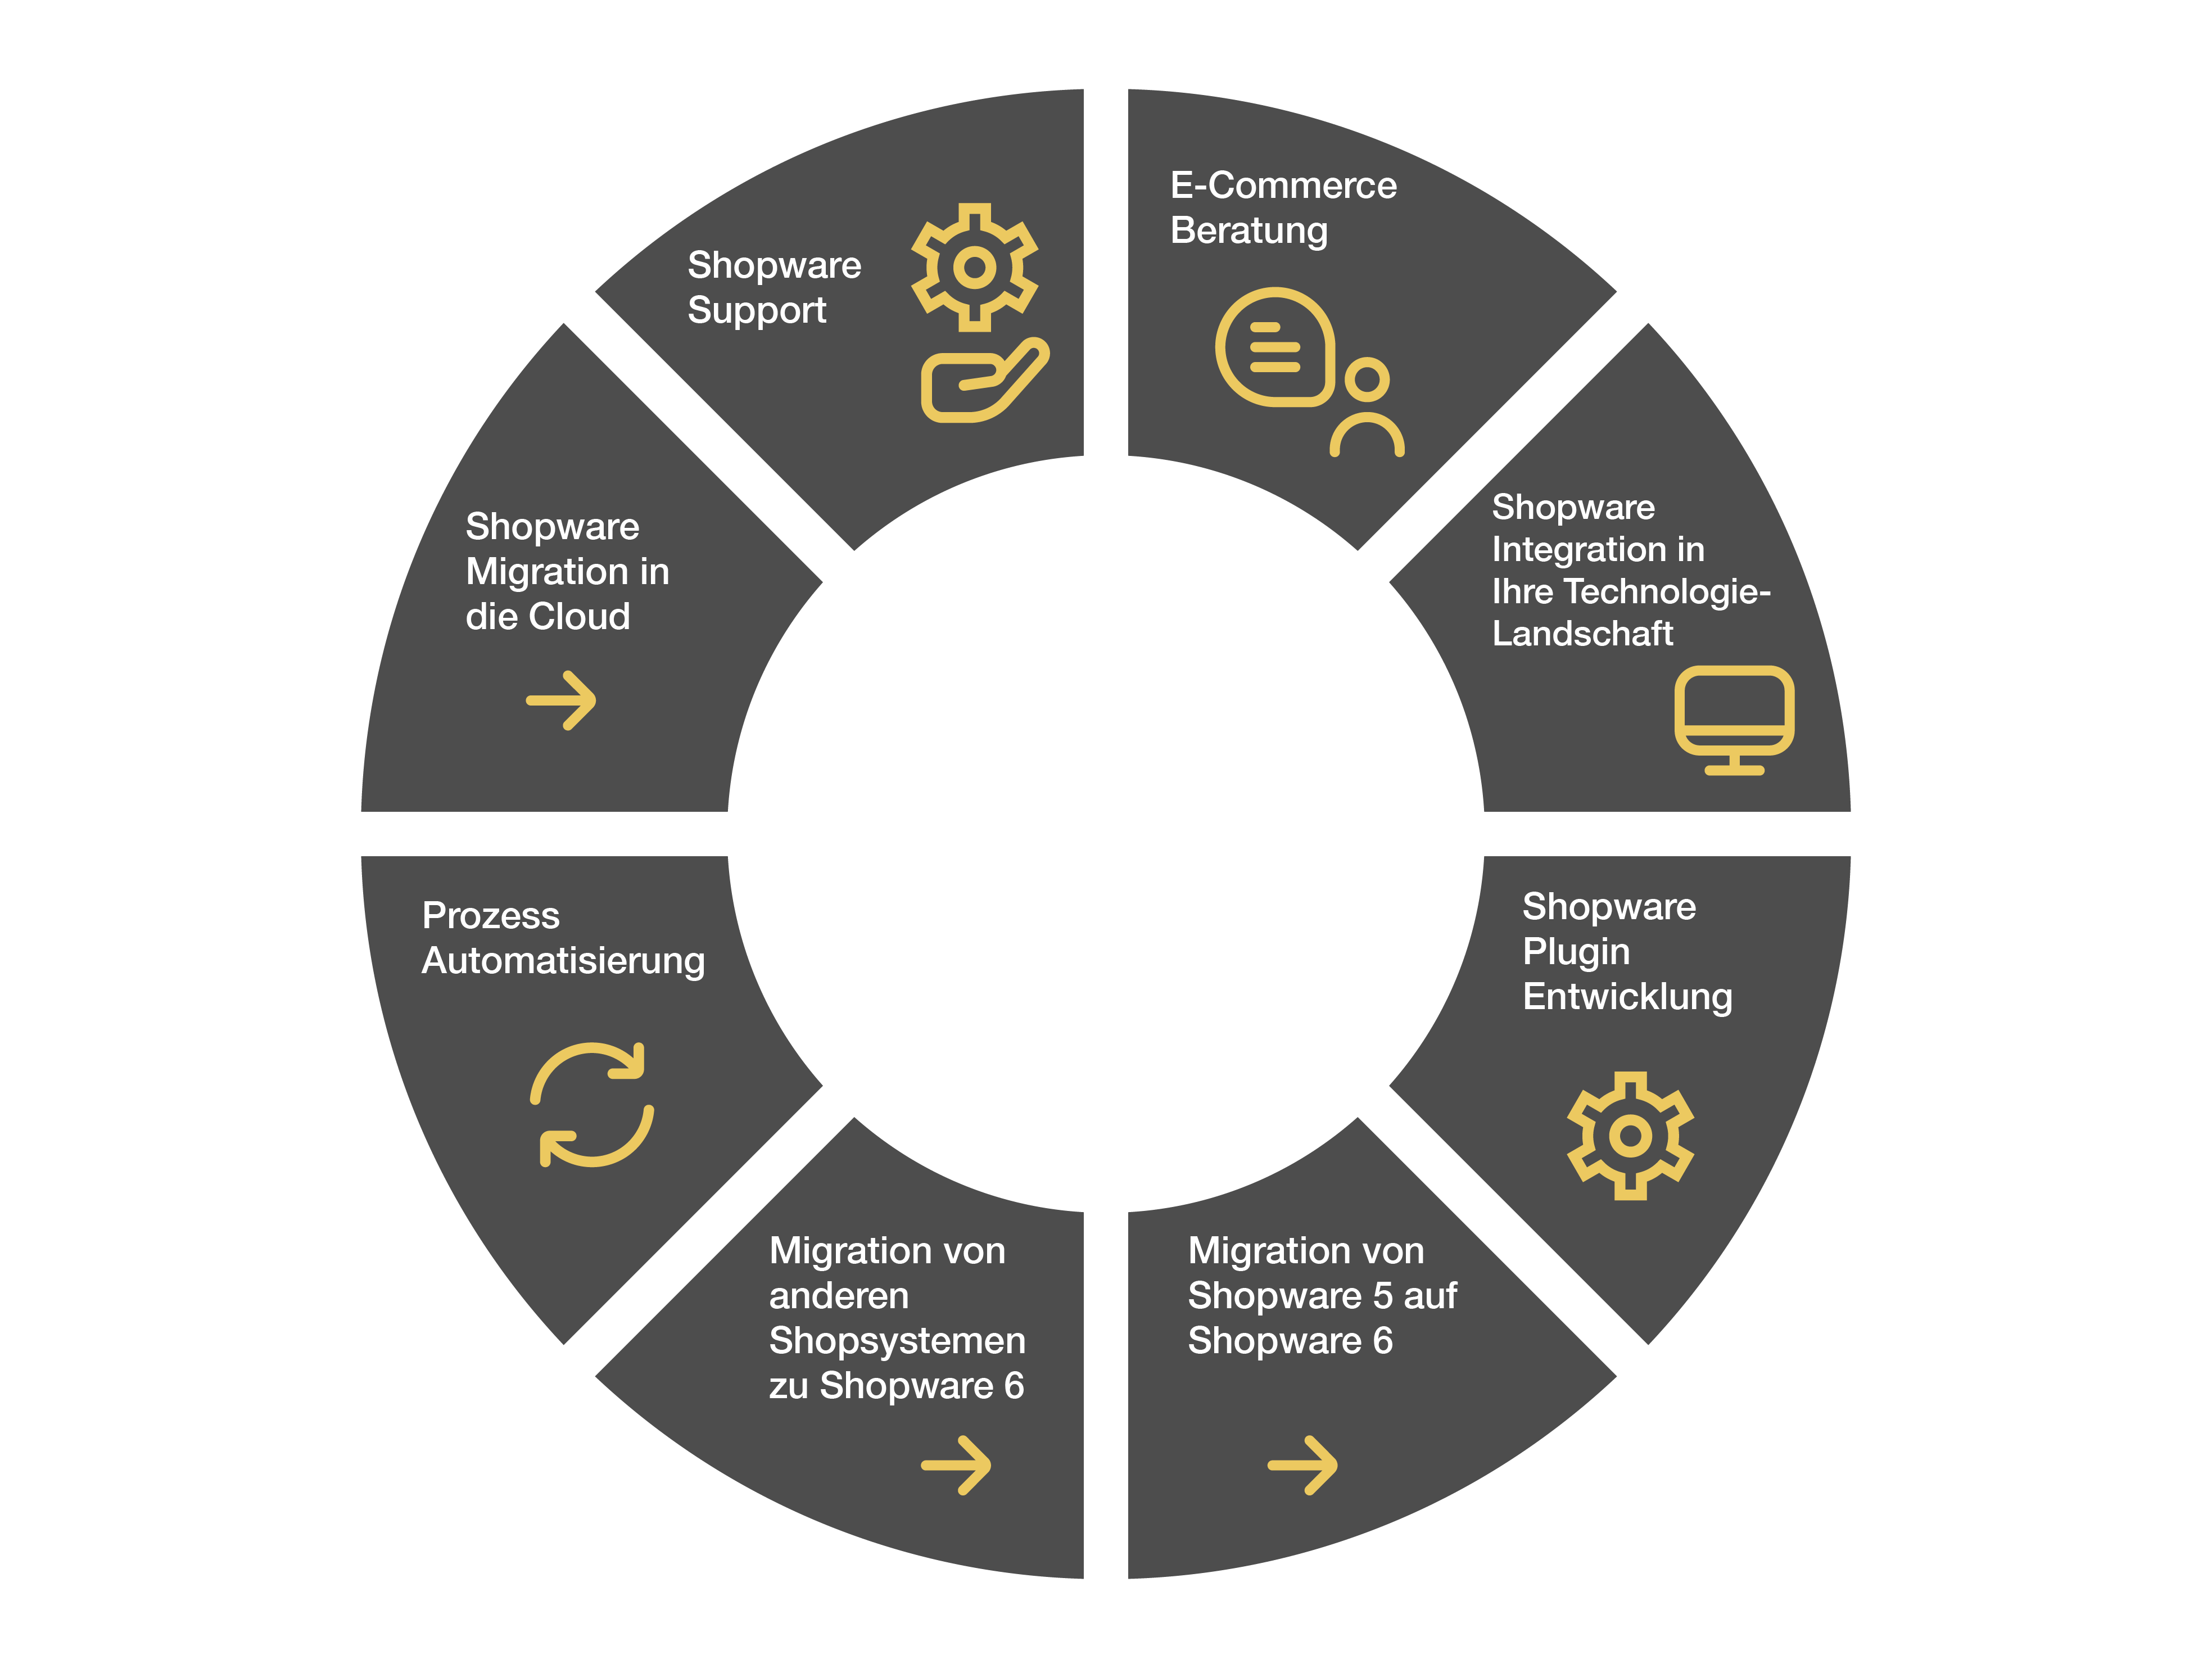 E-Commerce
Beratung
Shopware
Integration in
Ihre Technologie-
Landschaft
Shopware
Plugin
Entwicklung
Migration von
Shopware 5 auf
Shopware 6
Migration von
anderen
Shopsystemen
zu Shopware 6
Prozess
Automatisierung
Shopware
Migration in
die Cloud
Shopware
Support